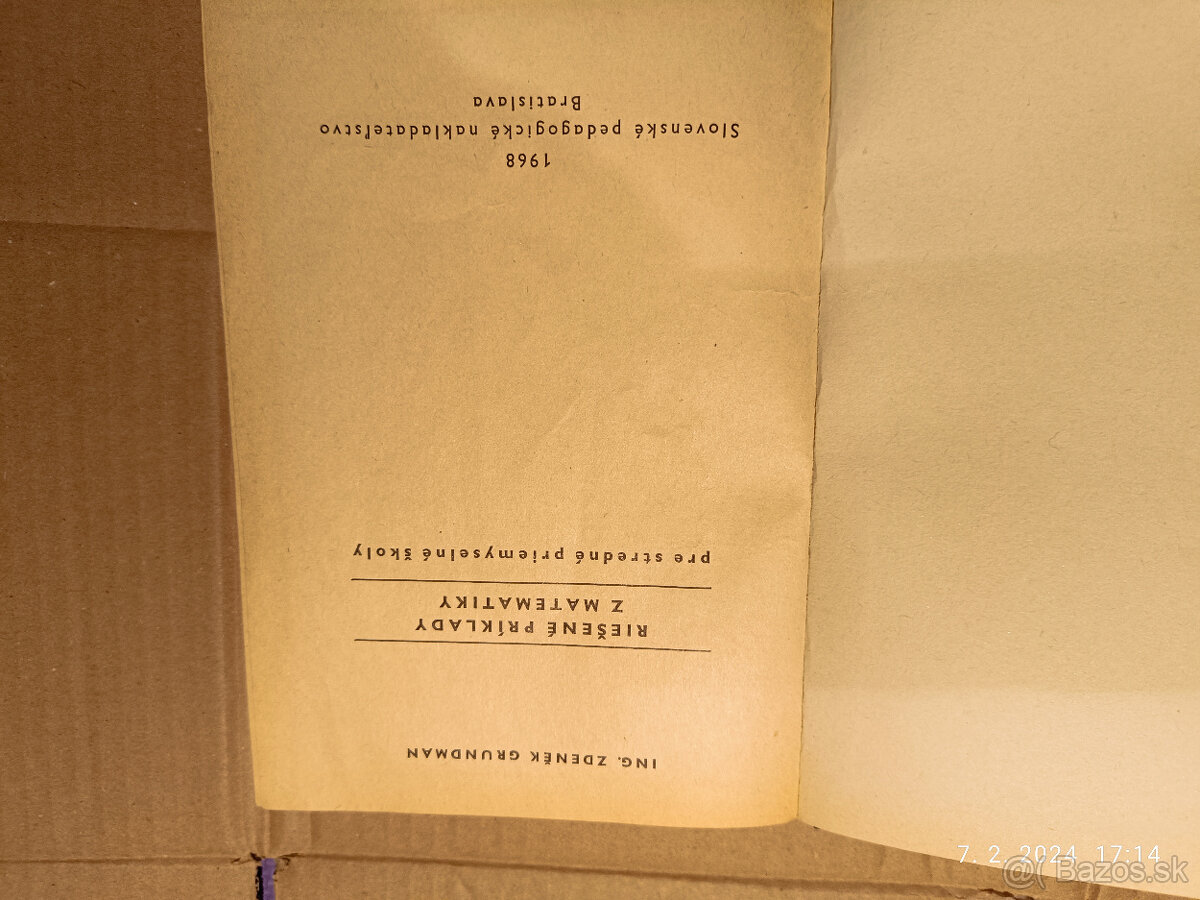 ING. ZDENĚK GRUNDMAN
RIEŠENÉ PRÍKLADY
Z MATEMATIKY
pre stredné priemyselné školy
1968
Slovenské pedagogické nakladateľstvo
Bratislava
7. 2. 2024 17:14
@( Bazos.sk